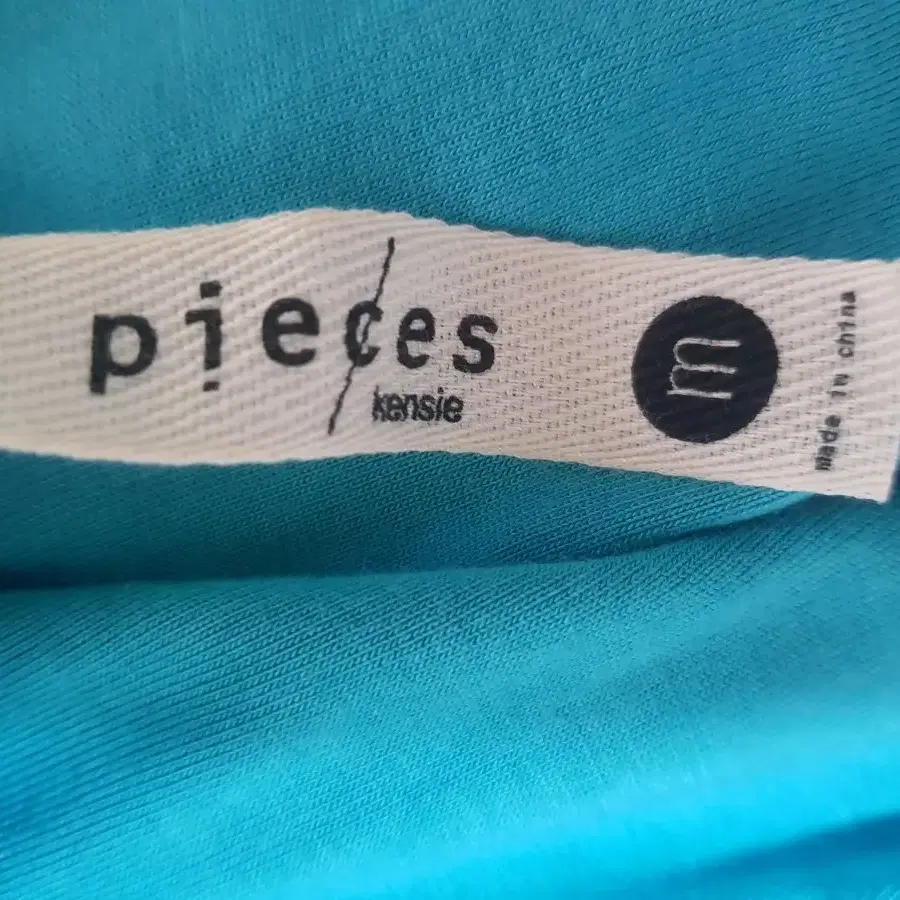 pieces
kensie
m
made in china